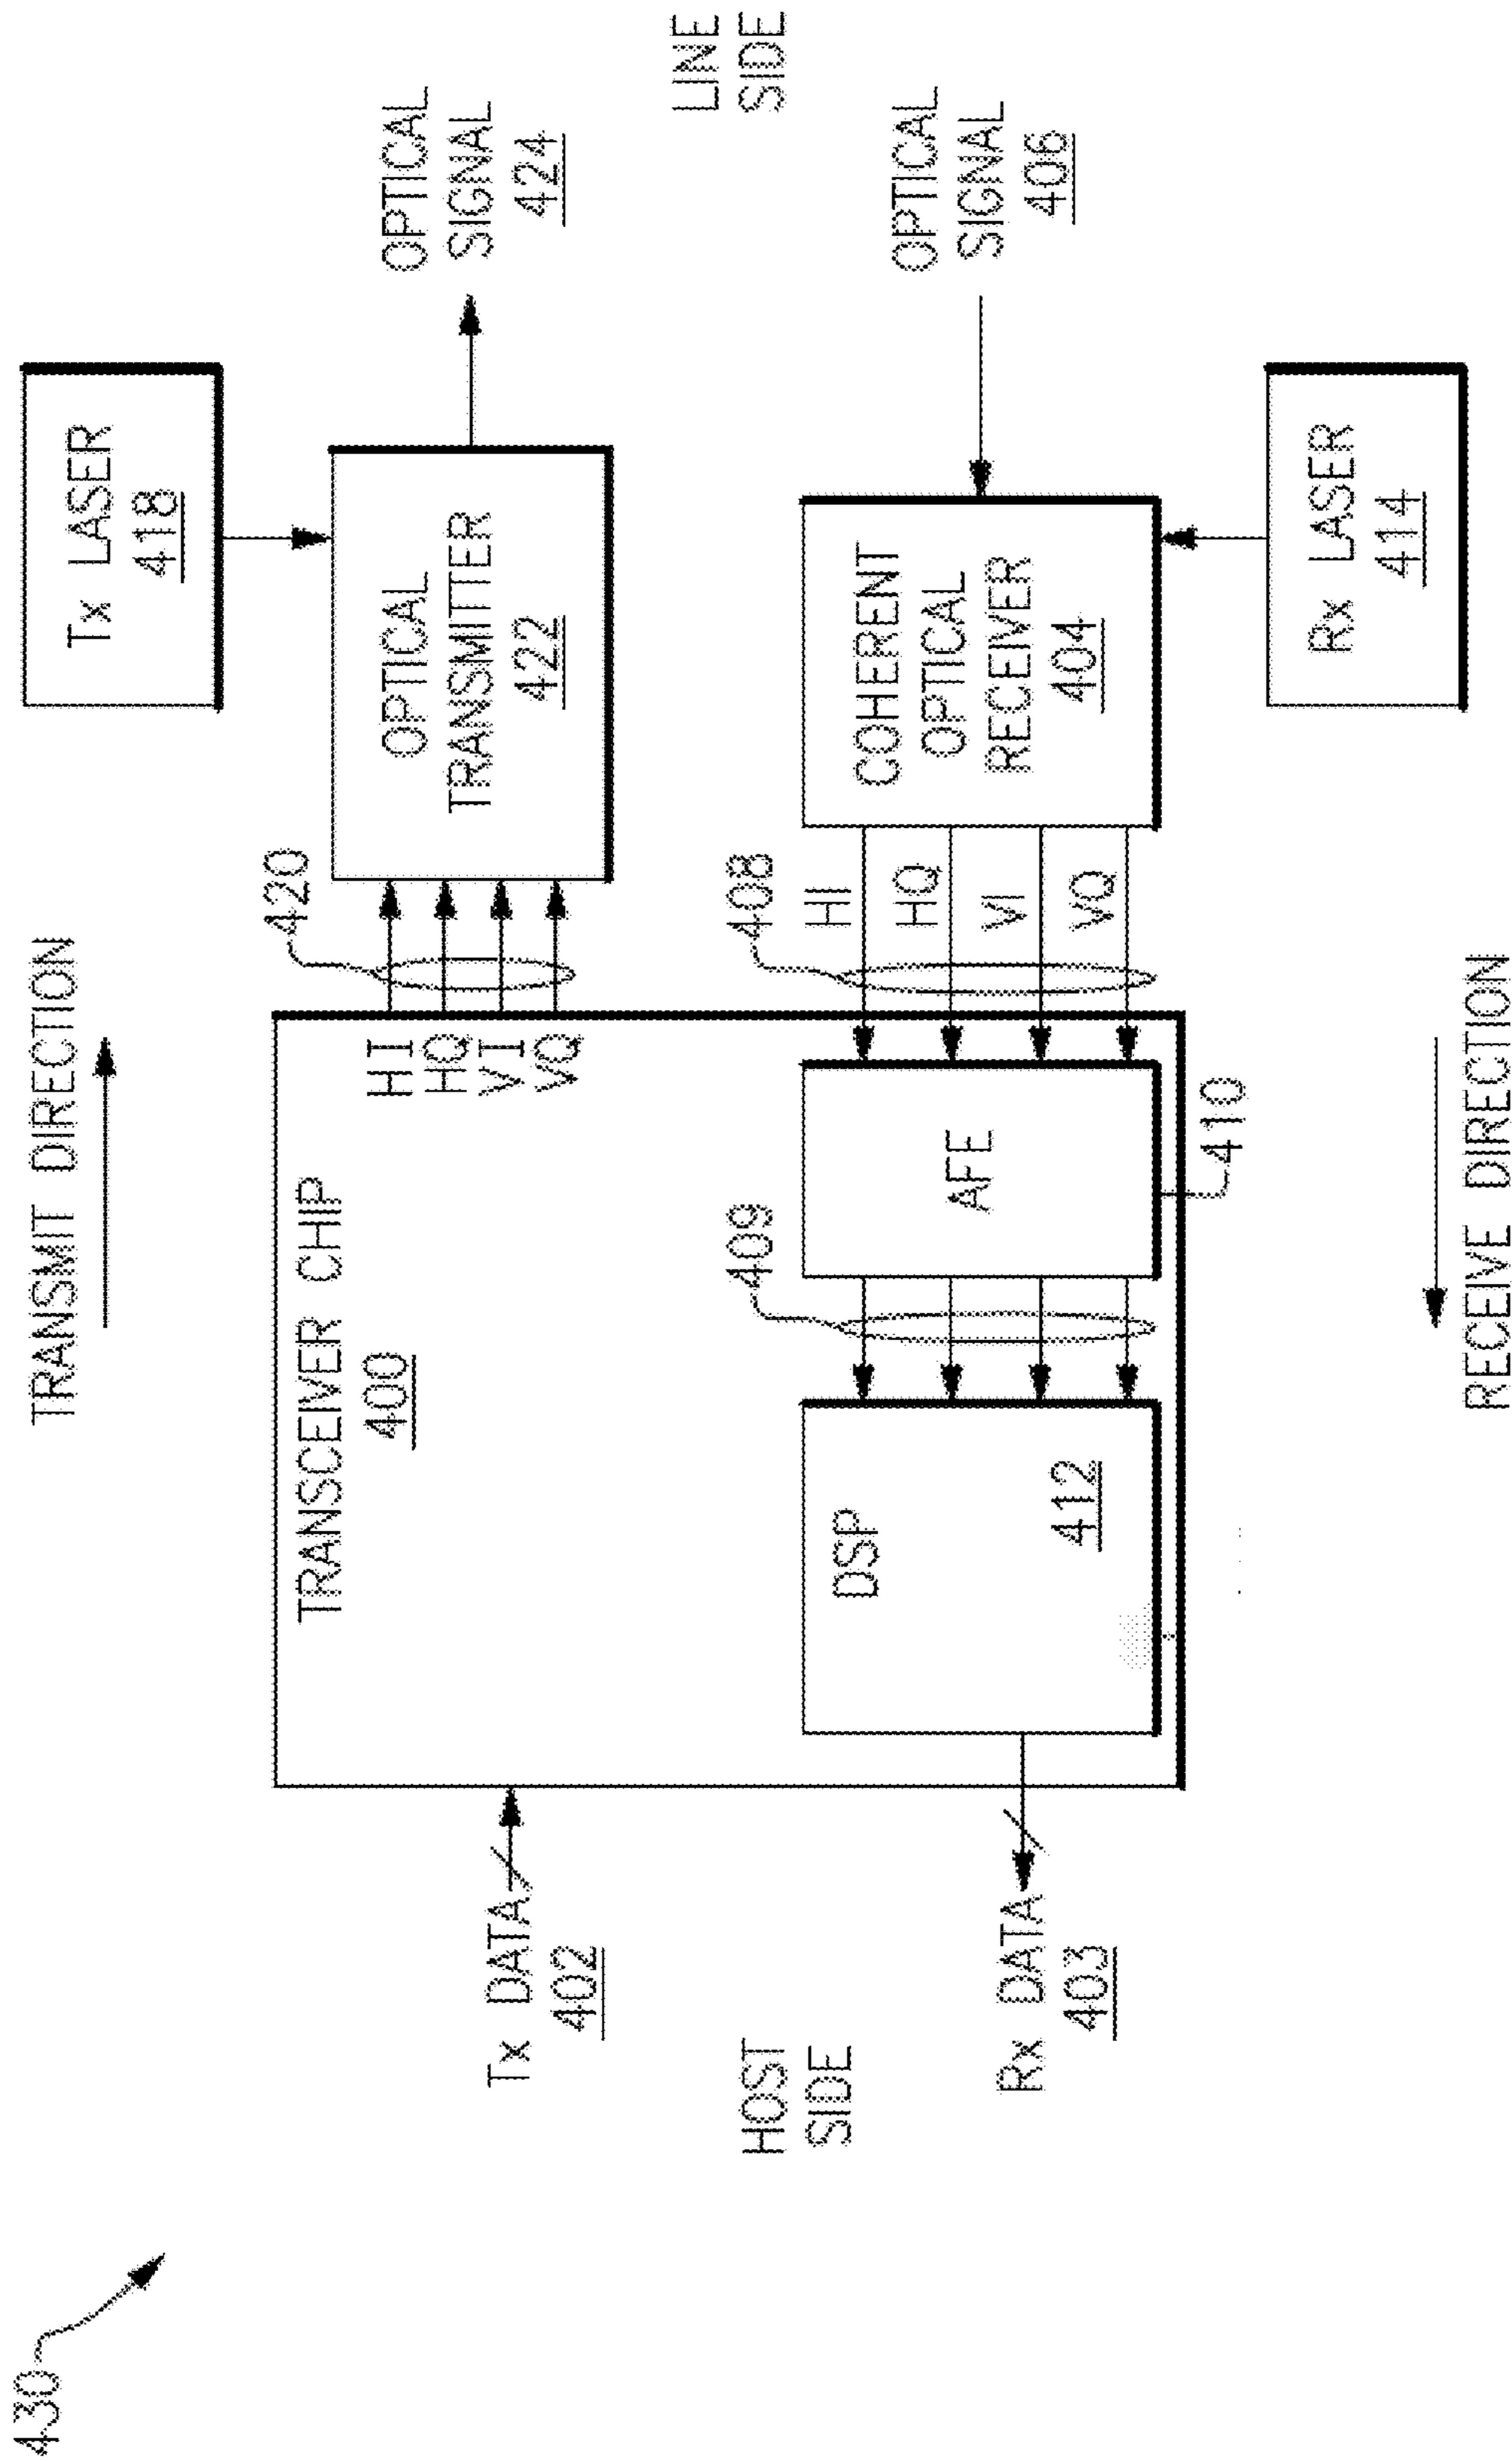 430
TRANSMIT DIRECTION
Tx LASER
418
TRANSCEIVER CHIP
400
HI
HQ
VI
VQ
420
OPTICAL
TRANSMITTER
422
OPTICAL
SIGNAL
424
Tx DATA
402
HOST
SIDE
LINE
SIDE
Rx DATA
403
DSP
412
409
AFE
410
408
HI
HQ
VI
VQ
COHERENT
OPTICAL
RECEIVER
404
OPTICAL
SIGNAL
406
Rx LASER
414
RECEIVE DIRECTION